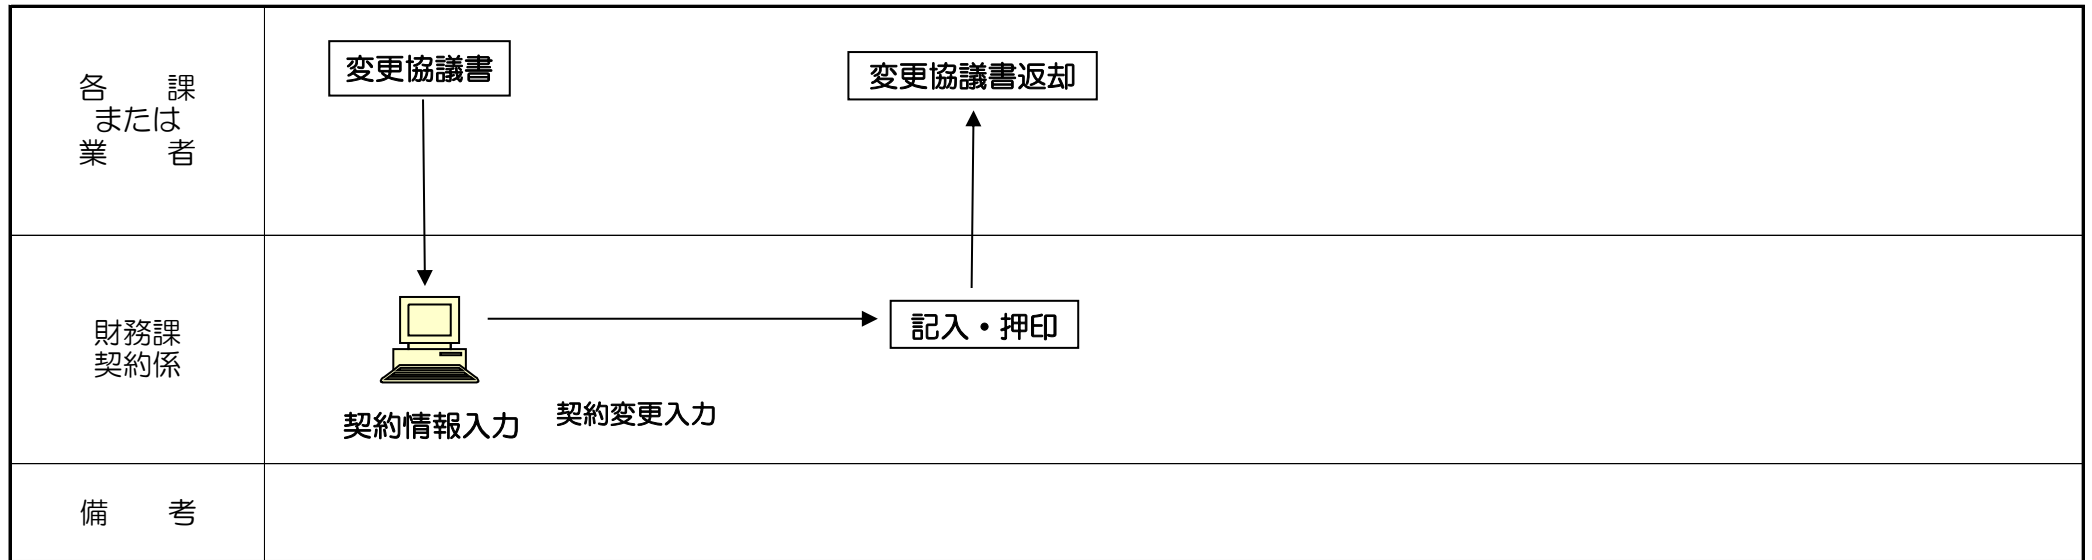 各　　課
または
業　　者
変更協議書
変更協議書返却
財務課
契約係
記入・押印
契約情報入力
契約変更入力
備　　考